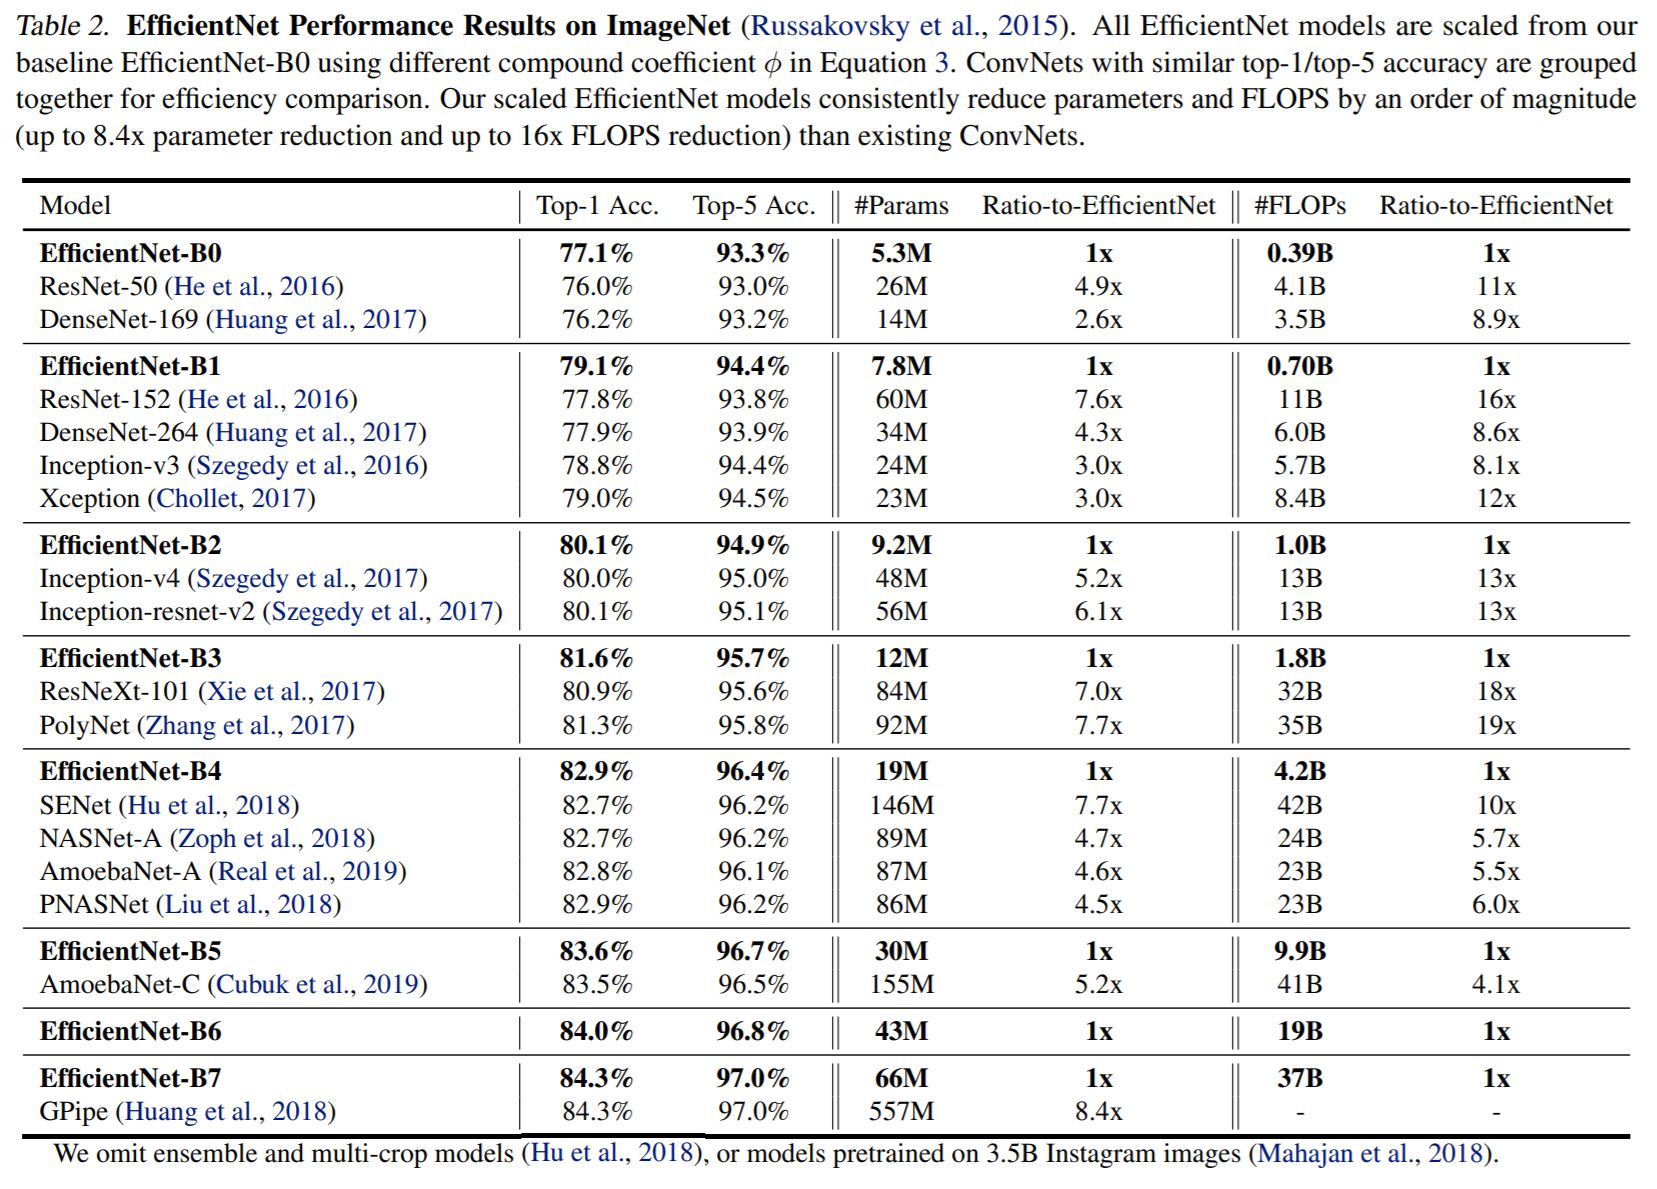 Table 2. EfficientNet Performance Results on ImageNet (Russakovsky et al., 2015). All EfficientNet models are scaled from our
baseline EfficientNet-B0 using different compound coefficient ϕ in Equation 3. ConvNets with similar top-1/top-5 accuracy are grouped
together for efficiency comparison. Our scaled EfficientNet models consistently reduce parameters and FLOPS by an order of magnitude
(up to 8.4x parameter reduction and up to 16x FLOPS reduction) than existing ConvNets.
Model Top-1 Acc. Top-5 Acc. #Params Ratio-to-EfficientNet #FLOPs Ratio-to-EfficientNet
EfficientNet-B0 77.1% 93.3% 5.3M 1x 0.39B 1x
ResNet-50 (He et al., 2016) 76.0% 93.0% 26M 4.9x 4.1B 11x
DenseNet-169 (Huang et al., 2017) 76.2% 93.2% 14M 2.6x 3.5B 8.9x
EfficientNet-B1 79.1% 94.4% 7.8M 1x 0.70B 1x
ResNet-152 (He et al., 2016) 77.8% 93.8% 60M 7.6x 11B 16x
DenseNet-264 (Huang et al., 2017) 77.9% 93.9% 34M 4.3x 6.0B 8.6x
Inception-v3 (Szegedy et al., 2016) 78.8% 94.4% 24M 3.0x 5.7B 8.1x
Xception (Chollet, 2017) 79.0% 94.5% 23M 3.0x 8.4B 12x
EfficientNet-B2 80.1% 94.9% 9.2M 1x 1.0B 1x
Inception-v4 (Szegedy et al., 2017) 80.0% 95.0% 48M 5.2x 13B 13x
Inception-resnet-v2 (Szegedy et al., 2017) 80.1% 95.1% 56M 6.1x 13B 13x
EfficientNet-B3 81.6% 95.7% 12M 1x 1.8B 1x
ResNeXt-101 (Xie et al., 2017) 80.9% 95.6% 84M 7.0x 32B 18x
PolyNet (Zhang et al., 2017) 81.3% 95.8% 92M 7.7x 35B 19x
EfficientNet-B4 82.9% 96.4% 19M 1x 4.2B 1x
SENet (Hu et al., 2018) 82.7% 96.2% 146M 7.7x 42B 10x
NASNet-A (Zoph et al., 2018) 82.7% 96.2% 89M 4.7x 24B 5.7x
AmoebaNet-A (Real et al., 2019) 82.8% 96.1% 87M 4.6x 23B 5.5x
PNASNet (Liu et al., 2018) 82.9% 96.2% 86M 4.5x 23B 6.0x
EfficientNet-B5 83.6% 96.7% 30M 1x 9.9B 1x
AmoebaNet-C (Cubuk et al., 2019) 83.5% 96.5% 155M 5.2x 41B 4.1x
EfficientNet-B6 84.0% 96.8% 43M 1x 19B 1x
EfficientNet-B7 84.3% 97.0% 66M 1x 37B 1x
GPipe (Huang et al., 2018) 84.3% 97.0% 557M 8.4x - -
We omit ensemble and multi-crop models (Hu et al., 2018), or models pretrained on 3.5B Instagram images (Mahajan et al., 2018).